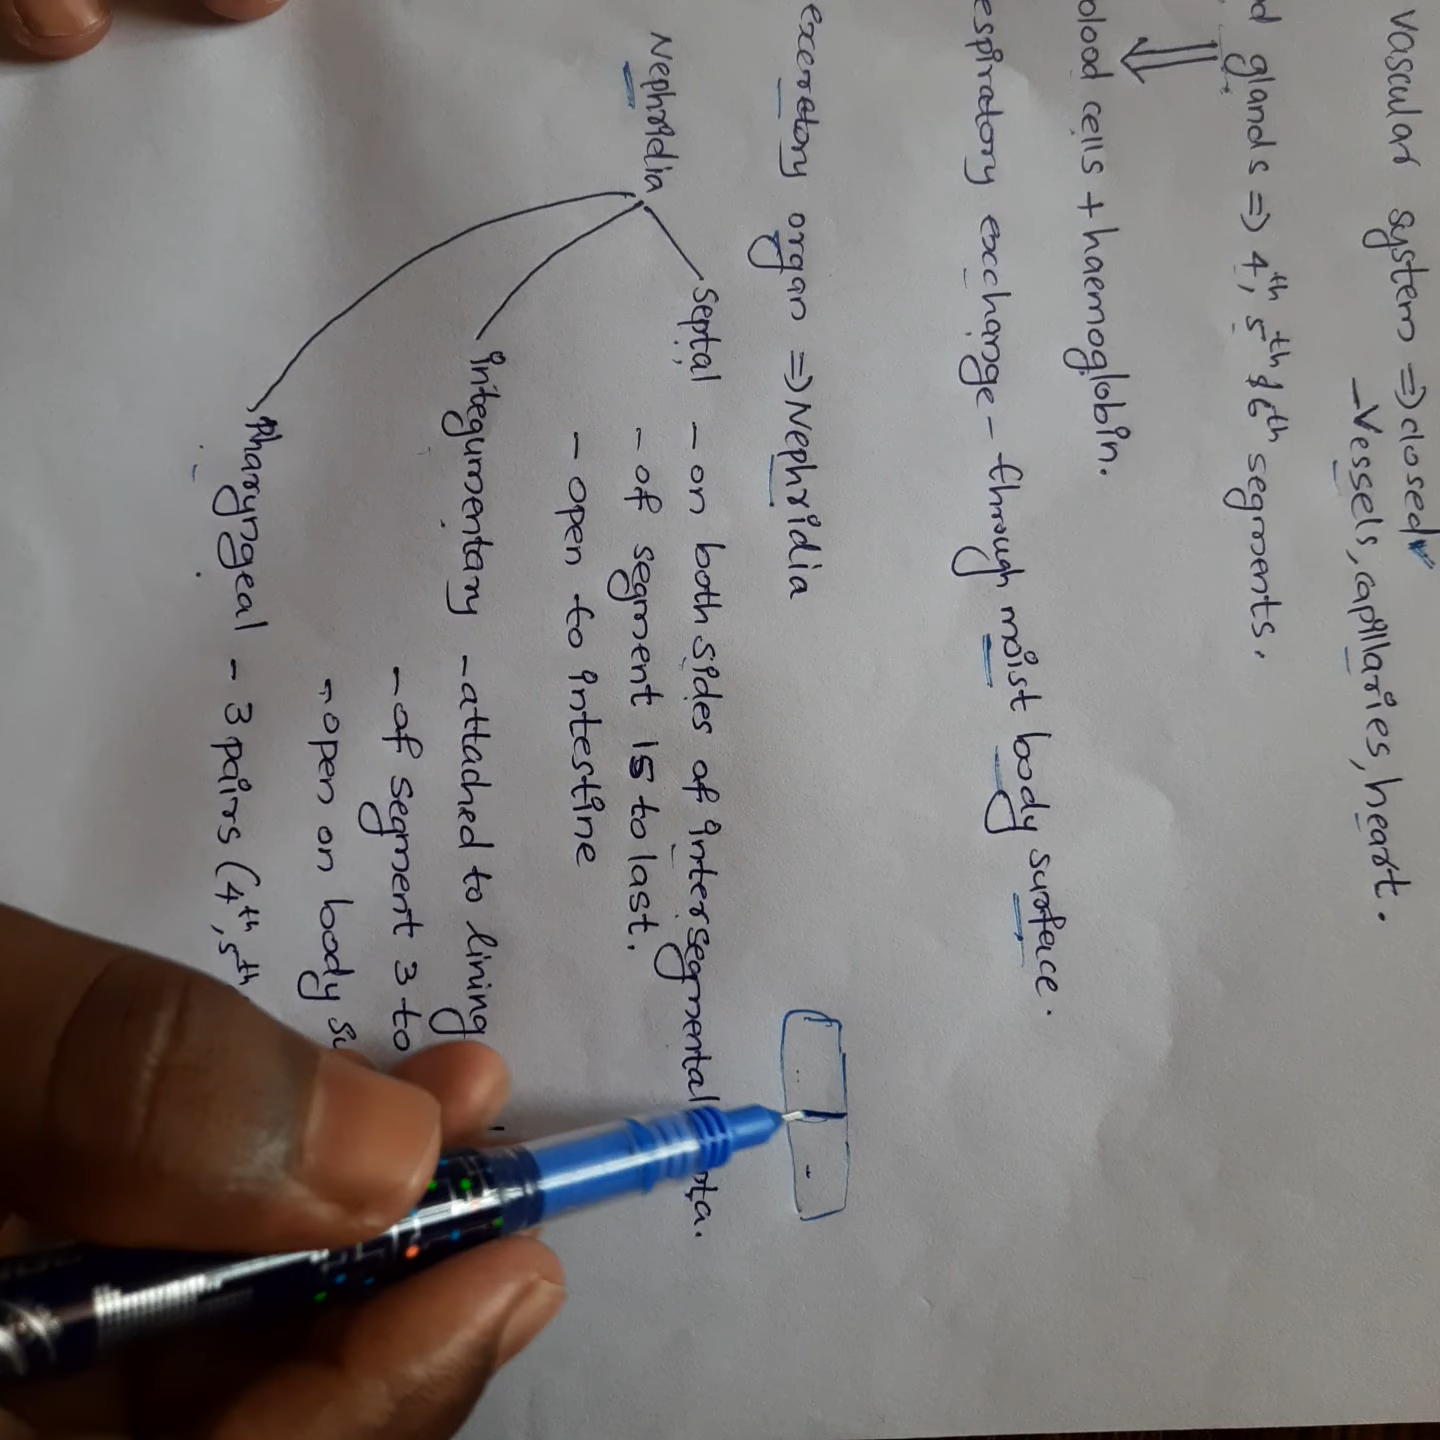 vascular system => closed
- Vessels, capillaries, heart.
glands => 4th, 5th & 6th segments.
blood cells + haemoglobin.
exchange - through moist body surface.
excretory organ => Nephridia
Nephridia
Septal - on both sides of intersegmental
- of segment 15 to last.
- open to intestine
integumentary - attached to lining
- of segment 3 to
- open on body
Pharyngeal - 3 pairs (4th, 5th